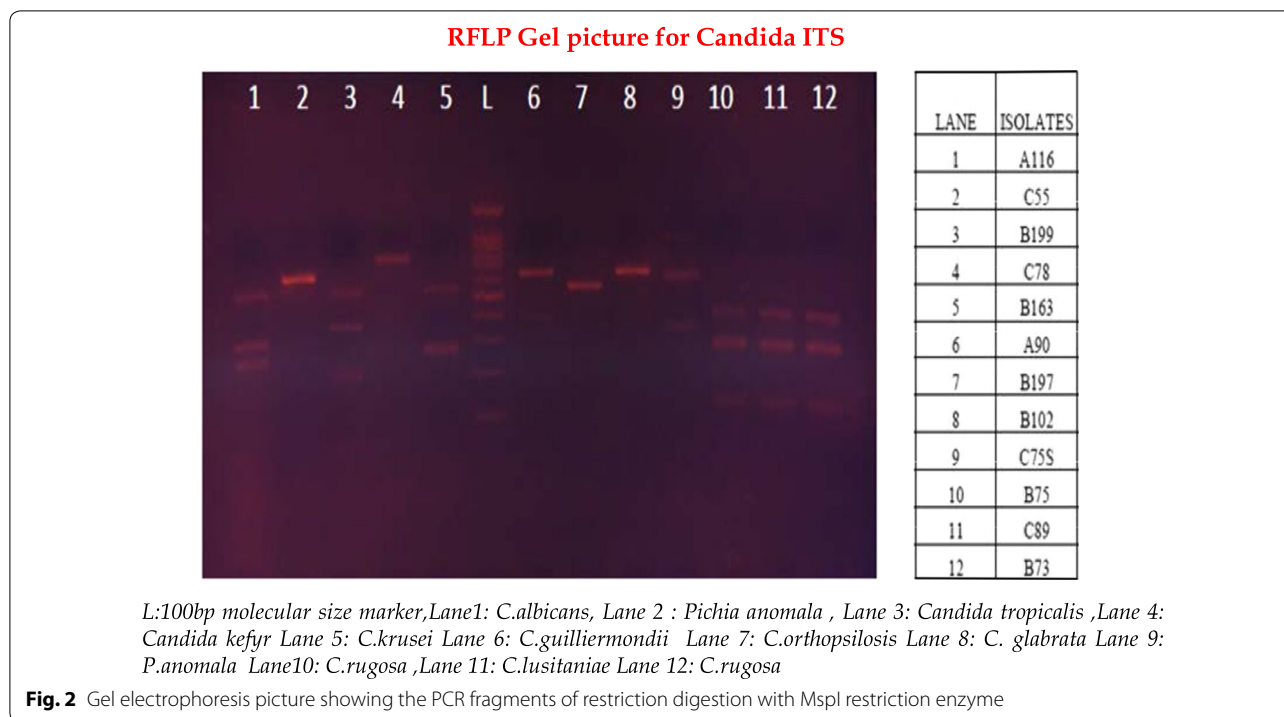 RFLP Gel picture for Candida ITS
1 2 3 4 5 L 6 7 8 9 10 11 12
LANE ISOLATES
1 A116
2 C55
3 B199
4 C78
5 B163
6 A90
7 B197
8 B102
9 C75S
10 B75
11 C89
12 B73
L:100bp molecular size marker,Lane1: C.albicans, Lane 2 : Pichia anomala , Lane 3: Candida tropicalis ,Lane 4:
Candida kefyr Lane 5: C.krusei Lane 6: C.guilliermondii Lane 7: C.orthopsilosis Lane 8: C. glabrata Lane 9:
P.anomala Lane10: C.rugosa ,Lane 11: C.lusitaniae Lane 12: C.rugosa
Fig. 2 Gel electrophoresis picture showing the PCR fragments of restriction digestion with MspI restriction enzyme